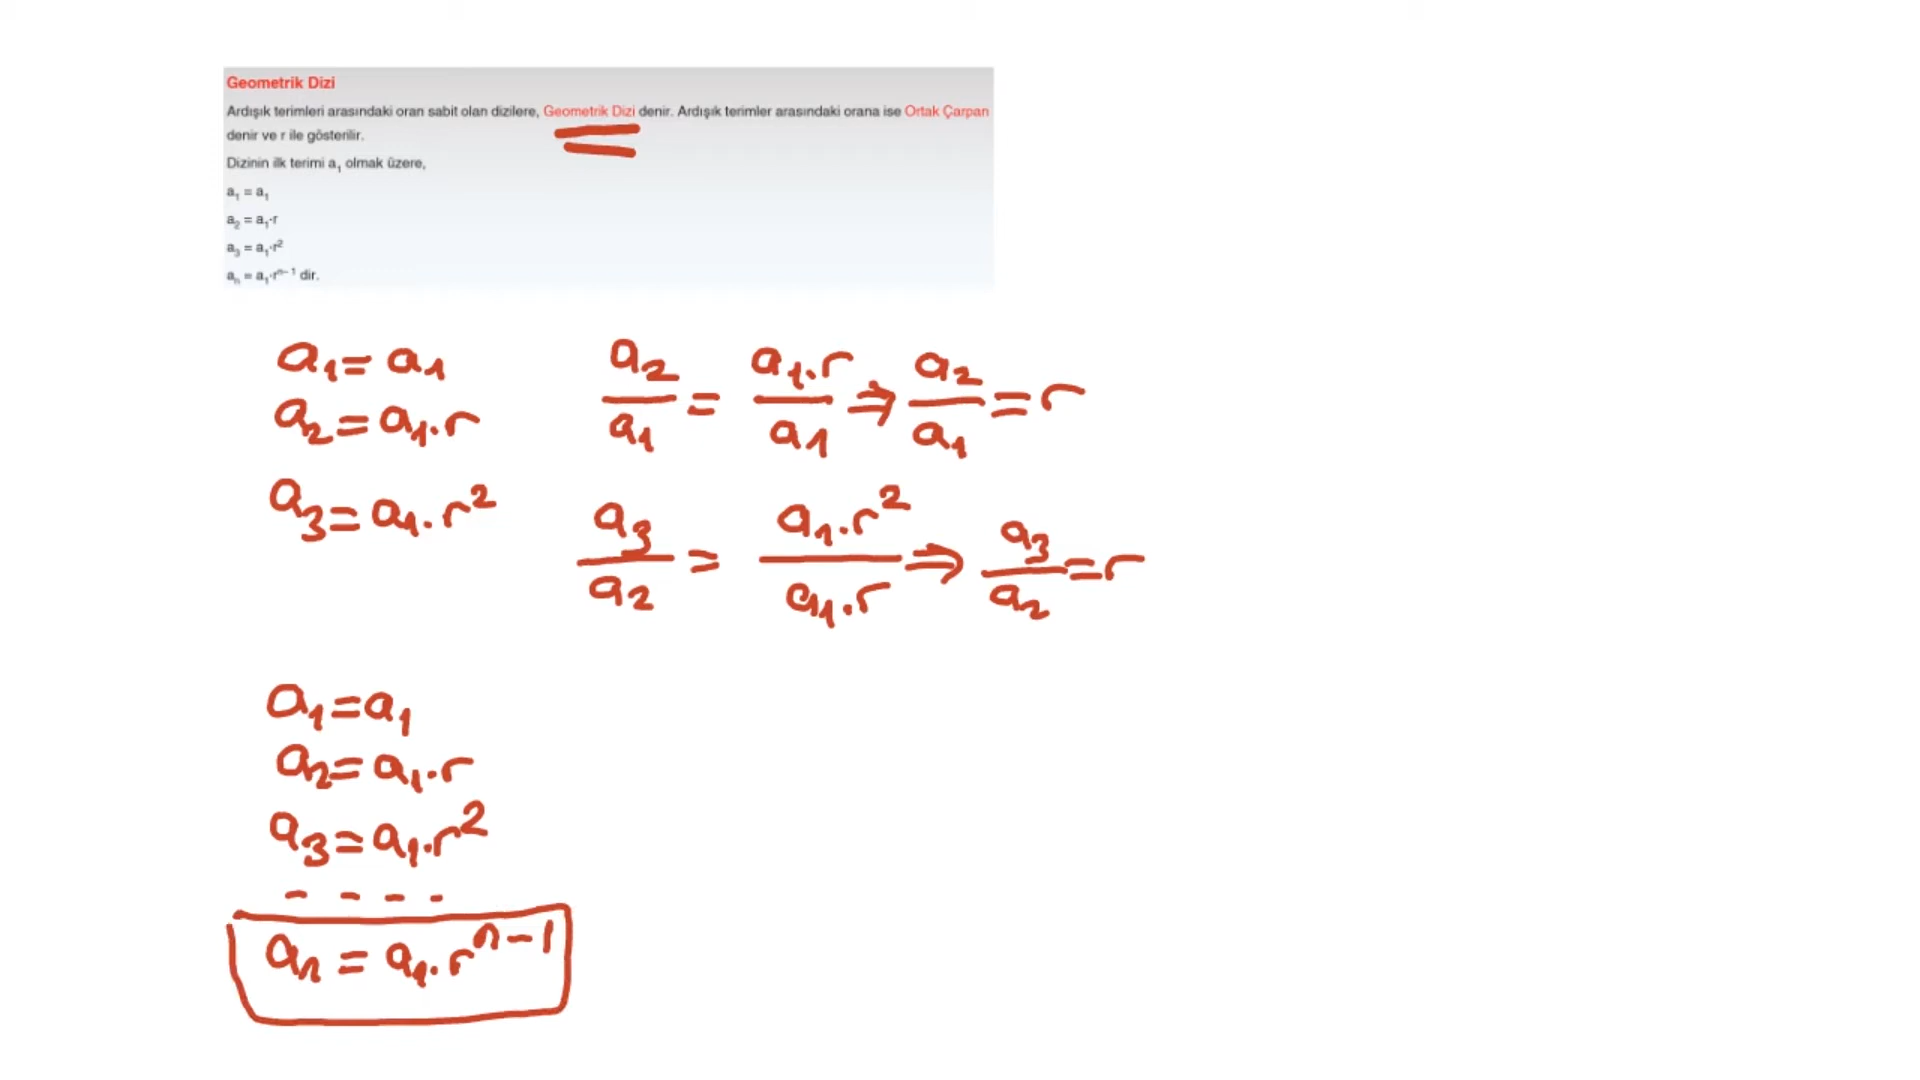 Geometrik Dizi
Ardışık terimleri arasındaki oran sabit olan dizilere, Geometrik Dizi denir. Ardışık terimler arasındaki orana ise Ortak Çarpan
denir ve r ile gösterilir.
Dizinin ilk terimi a₁ olmak üzere,
a₁ = a₁
a₂ = a₁·r
a₃ = a₁·r²
aₙ = a₁·rⁿ⁻¹ dir.
a₁ = a₁
a₂ = a₁·r
a₃ = a₁·r²
a₂/a₁ = a₁·r/a₁ ⇒ a₂/a₁ = r
a₃/a₂ = a₁·r²/a₁·r ⇒ a₃/a₂ = r
a₁ = a₁
a₂ = a₁·r
a₃ = a₁·r²
- - - -
aₙ = a₁·rⁿ⁻¹